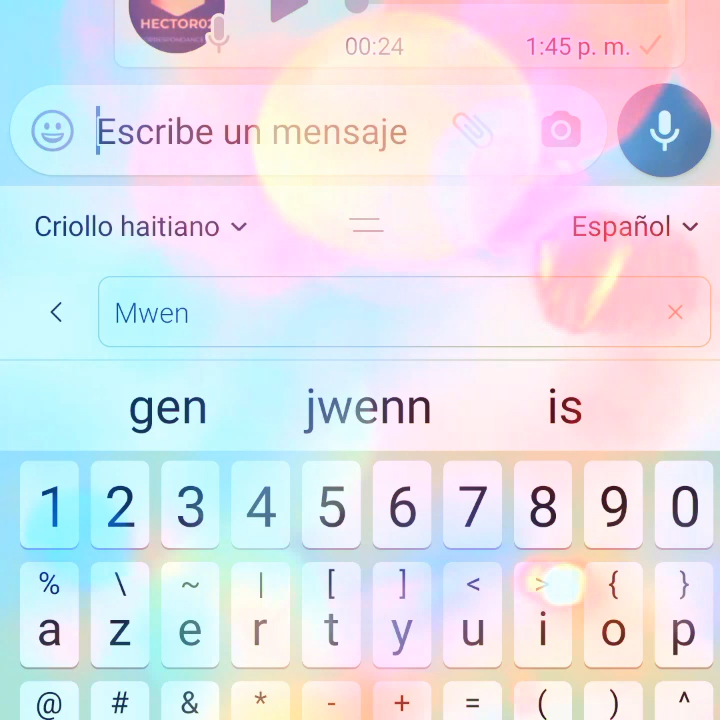 HECTOR02
00:24 1:45 p. m.
Escribe un mensaje
Criollo haitiano Español
Mwen
gen jwenn is
1 2 3 4 5 6 7 8 9 0
% \ ~ | [ ] < > { }
a z e r t y u i o p
@ # & * - + = ( ) ^